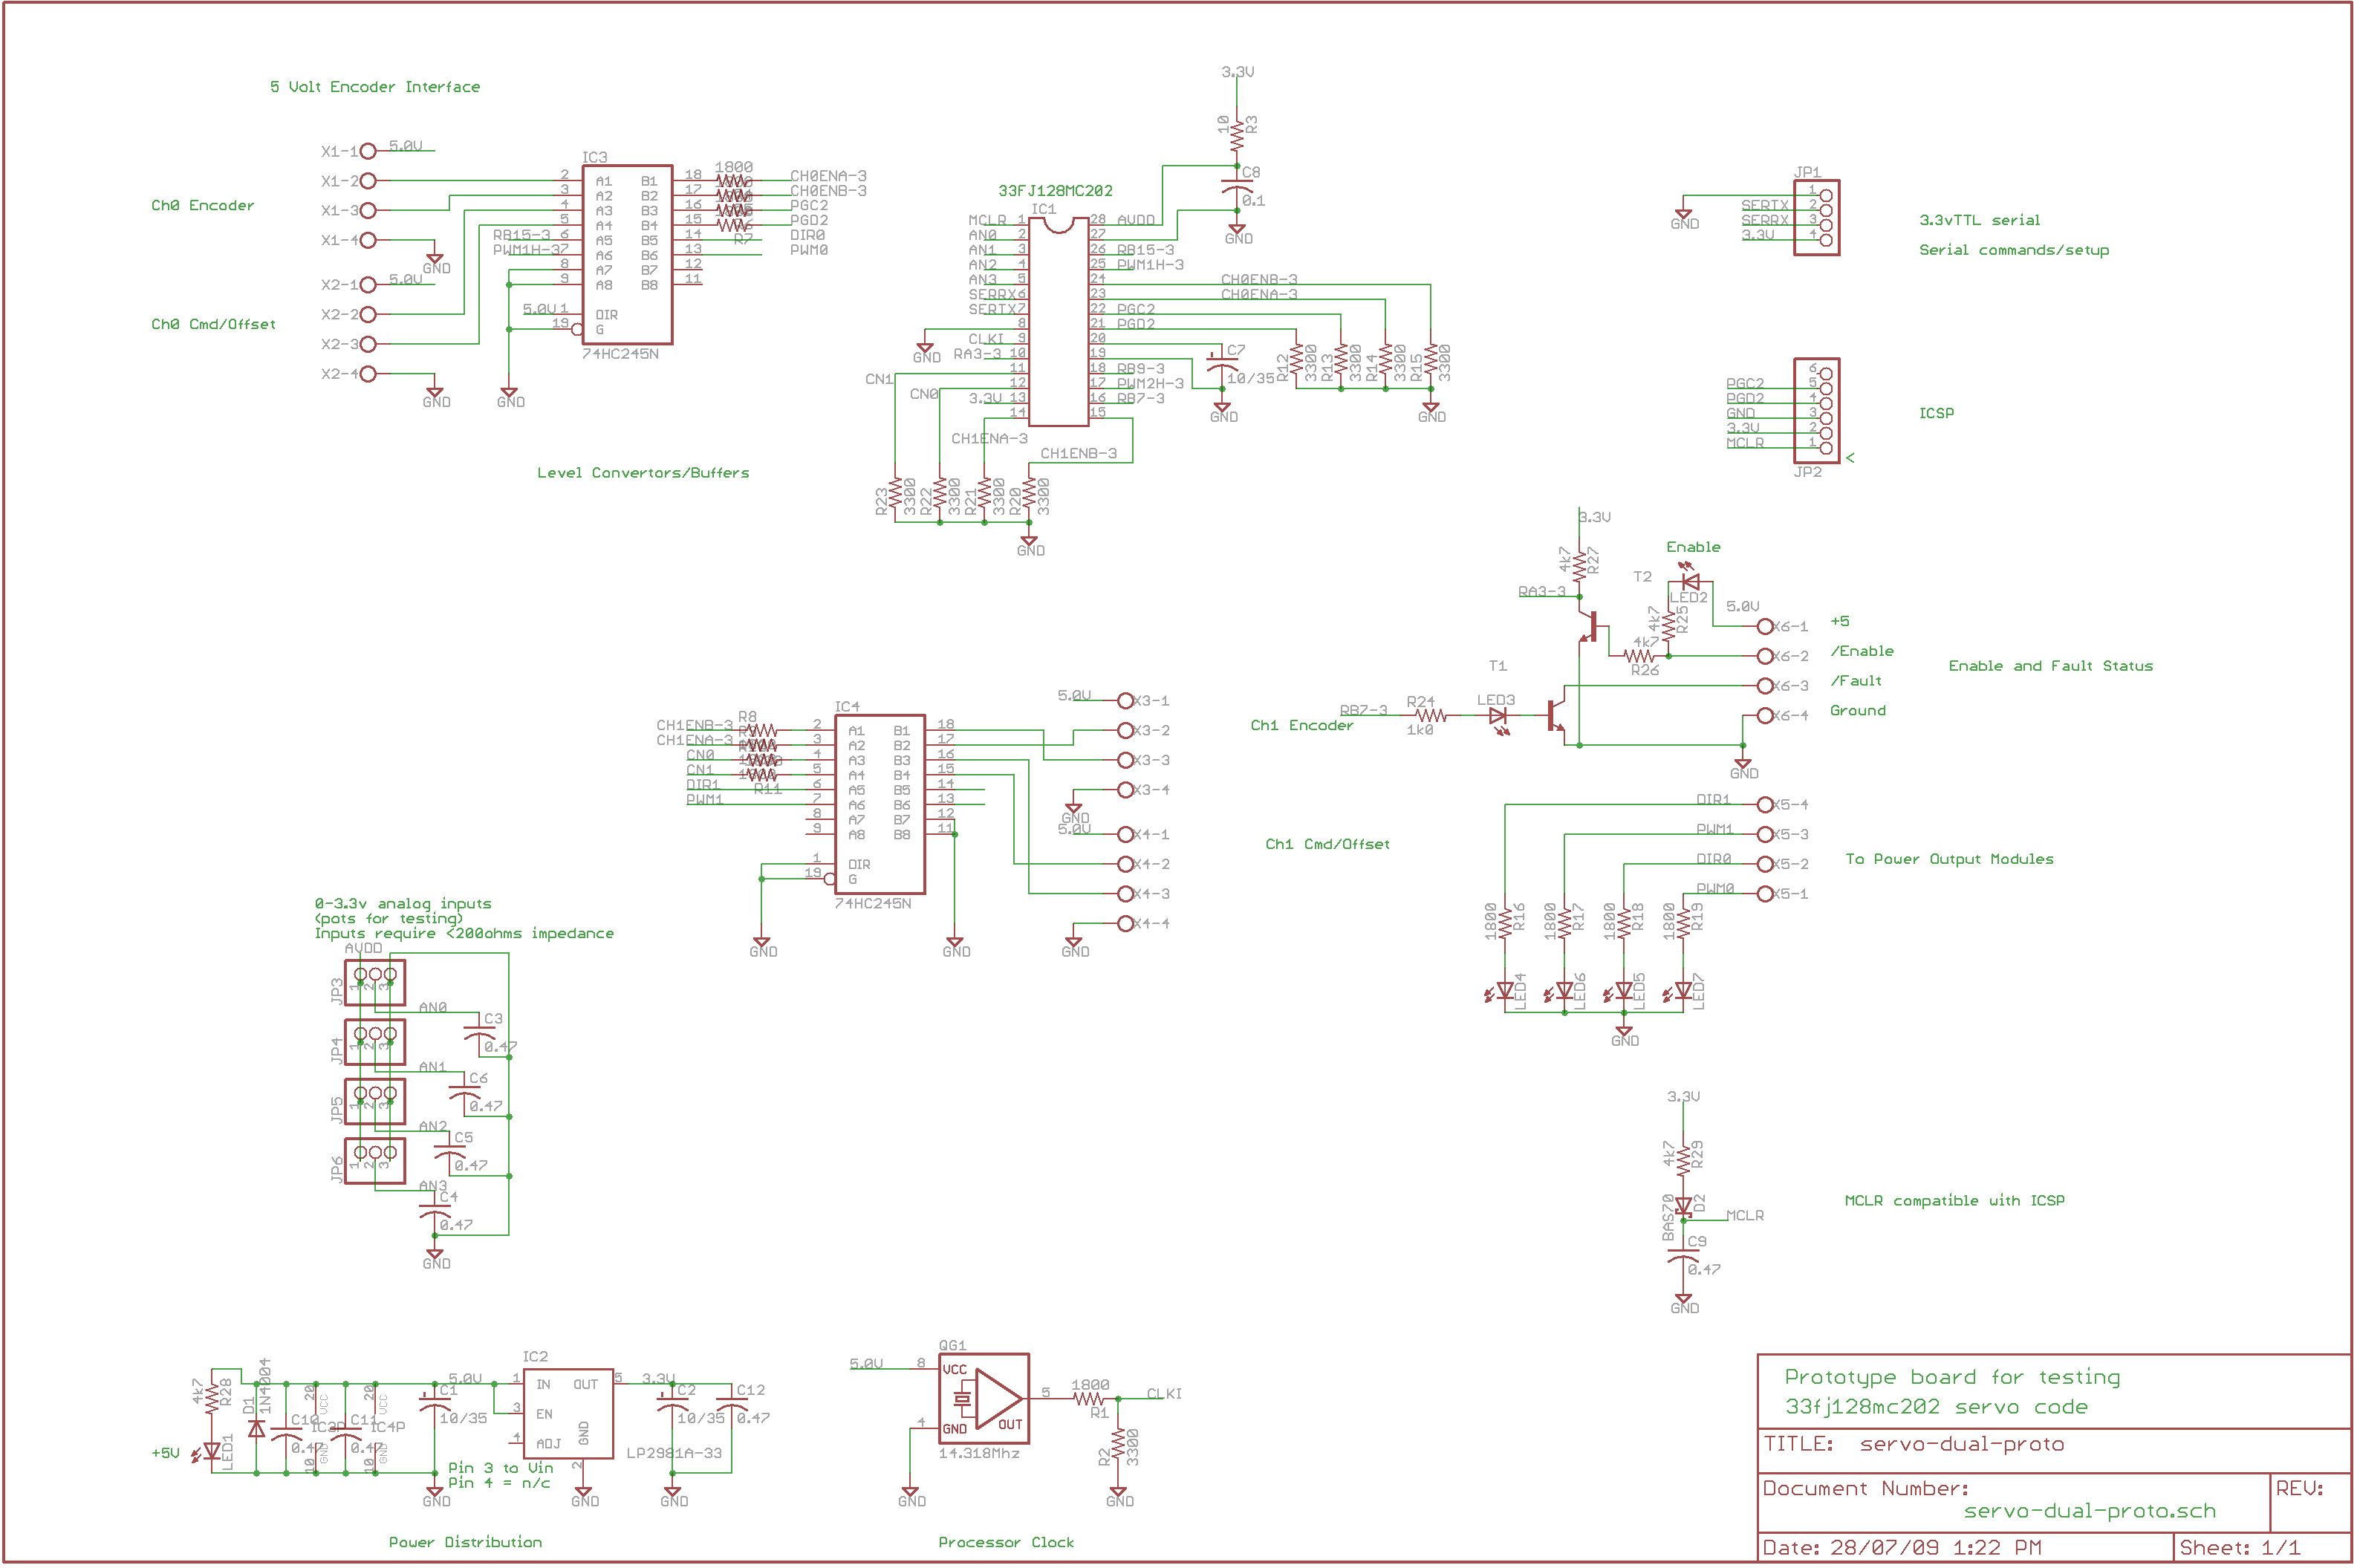 5 Volt Encoder Interface
Ch0 Encoder
Ch0 Cmd/Offset
X1-1
5.0V
X1-2
X1-3
X1-4
GND
X2-1
5.0V
X2-2
X2-3
X2-4
GND
IC3
2 A1 B1 18
3 A2 B2 17
4 A3 B3 16
5 A4 B4 15
RB15-3 6 A5 B5 14
PWM1H-3 7 A6 B6 13
8 A7 B7 12
9 A8 B8 11
5.0V 1 DIR
19 G
74HC245N
GND
1800
R7
CH0ENA-3
CH0ENB-3
PGC2
PGD2
DIR0
PWM0
Level Convertors/Buffers
3.3V
10
R3
C8
0.1
GND
33FJ128MC202
IC1
MCLR 1 28 AVDD
AN0 2 27
AN1 3 26 RB15-3
AN2 4 25 PWM1H-3
AN3 5 24 CH0ENB-3
SERRX 6 23 CH0ENA-3
SERTX 7 22 PGC2
8 21 PGD2
CLKI 9 20
RA3-3 10 19
11 18 RB9-3
12 17 PWM2H-3
3.3V 13 16 RB7-3
14 15
GND
CN1
CN0
CH1ENA-3
CH1ENB-3
C7
10/35
GND
R12 3300
R13 3300
R14 3300
R15 3300
GND
R23 3300
R22 3300
R21 3300
R20 3300
GND
JP1
1
SERTX 2
SERRX 3
3.3V 4
GND
3.3vTTL serial
Serial commands/setup
6
PGC2 5
PGD2 4
GND 3
3.3V 2
MCLR 1
JP2
<
ICSP
3.3V
4k7
R27
RA3-3
T2
Enable
LED2
4k7
R25
4k7
R26
5.0V
X6-1 +5
X6-2 /Enable
X6-3 /Fault
X6-4 Ground
GND
Enable and Fault Status
T1
RB7-3
R24
1k0
LED3
Ch1 Encoder
Ch1 Cmd/Offset
IC4
CH1ENB-3
CH1ENA-3
CN0
CN1
DIR1
PWM1
R8
R11
2 A1 B1 18
3 A2 B2 17
4 A3 B3 16
5 A4 B4 15
6 A5 B5 14
7 A6 B6 13
8 A7 B7 12
9 A8 B8 11
1 DIR
19 G
74HC245N
GND
GND
5.0V
X3-1
X3-2
X3-3
X3-4
GND
5.0V
X4-1
X4-2
X4-3
X4-4
GND
DIR1 X5-4
PWM1 X5-3
DIR0 X5-2
PWM0 X5-1
To Power Output Modules
1800 R16
1800 R17
1800 R18
1800 R19
LED4
LED6
LED5
LED7
GND
0-3.3v analog inputs
(pots for testing)
Inputs require <200ohms impedance
AVDD
JP3
1 2 3
AN0
C3
0.47
JP4
1 2 3
AN1
C6
0.47
JP5
1 2 3
AN2
C5
0.47
JP6
1 2 3
AN3
C4
0.47
GND
3.3V
4k7
R29
BAS70
D2
MCLR
C9
0.47
GND
MCLR compatible with ICSP
+5V
4k7
R28
LED1
D1
1N4004
C10
0.47
20
VCC
IC3P
10
GND
C11
0.47
20
VCC
IC4P
10
GND
5.0V
C1
10/35
GND
IC2
1 IN OUT 5
3 EN
4 ADJ
GND
2
LP2981A-33
GND
Pin 3 to Vin
Pin 4 = n/c
3.3V
C2
10/35
C12
0.47
GND
Power Distribution
QG1
5.0V 8 VCC
4 GND
OUT 5
14.318Mhz
GND
1800
R1
CLKI
R2
3300
GND
Processor Clock
Prototype board for testing
33fj128mc202 servo code
TITLE: servo-dual-proto
Document Number:
servo-dual-proto.sch
REV:
Date: 28/07/09 1:22 PM
Sheet: 1/1